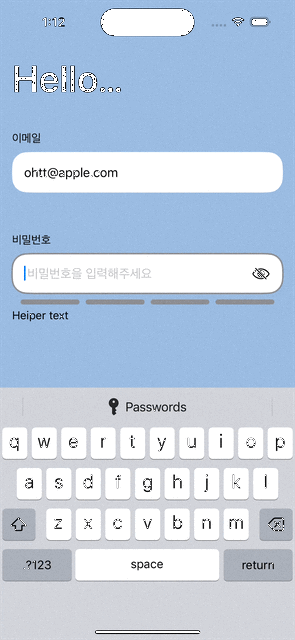 1:12
Hello...
이메일
ohtt@apple.com
비밀번호
비밀번호을 입력해주세요
Helper text
Passwords
q w e r t y u i o p
a s d f g h j k l
z x c v b n m
.?123 space return